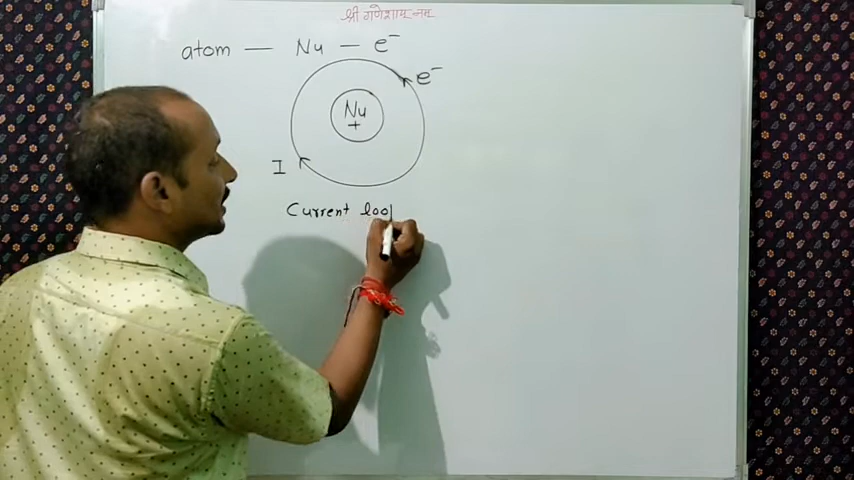 श्री गणेशाय नमः
atom — Nu — e⁻
e⁻
Nu
+
I
Current loop